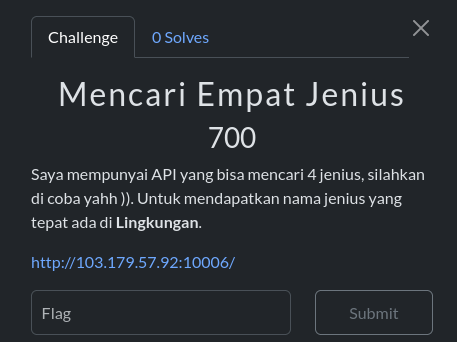 Challenge
0 Solves
Mencari Empat Jenius
700
Saya mempunyai API yang bisa mencari 4 jenius, silahkan
di coba yahh )). Untuk mendapatkan nama jenius yang
tepat ada di Lingkungan.
http://103.179.57.92:10006/
Flag
Submit